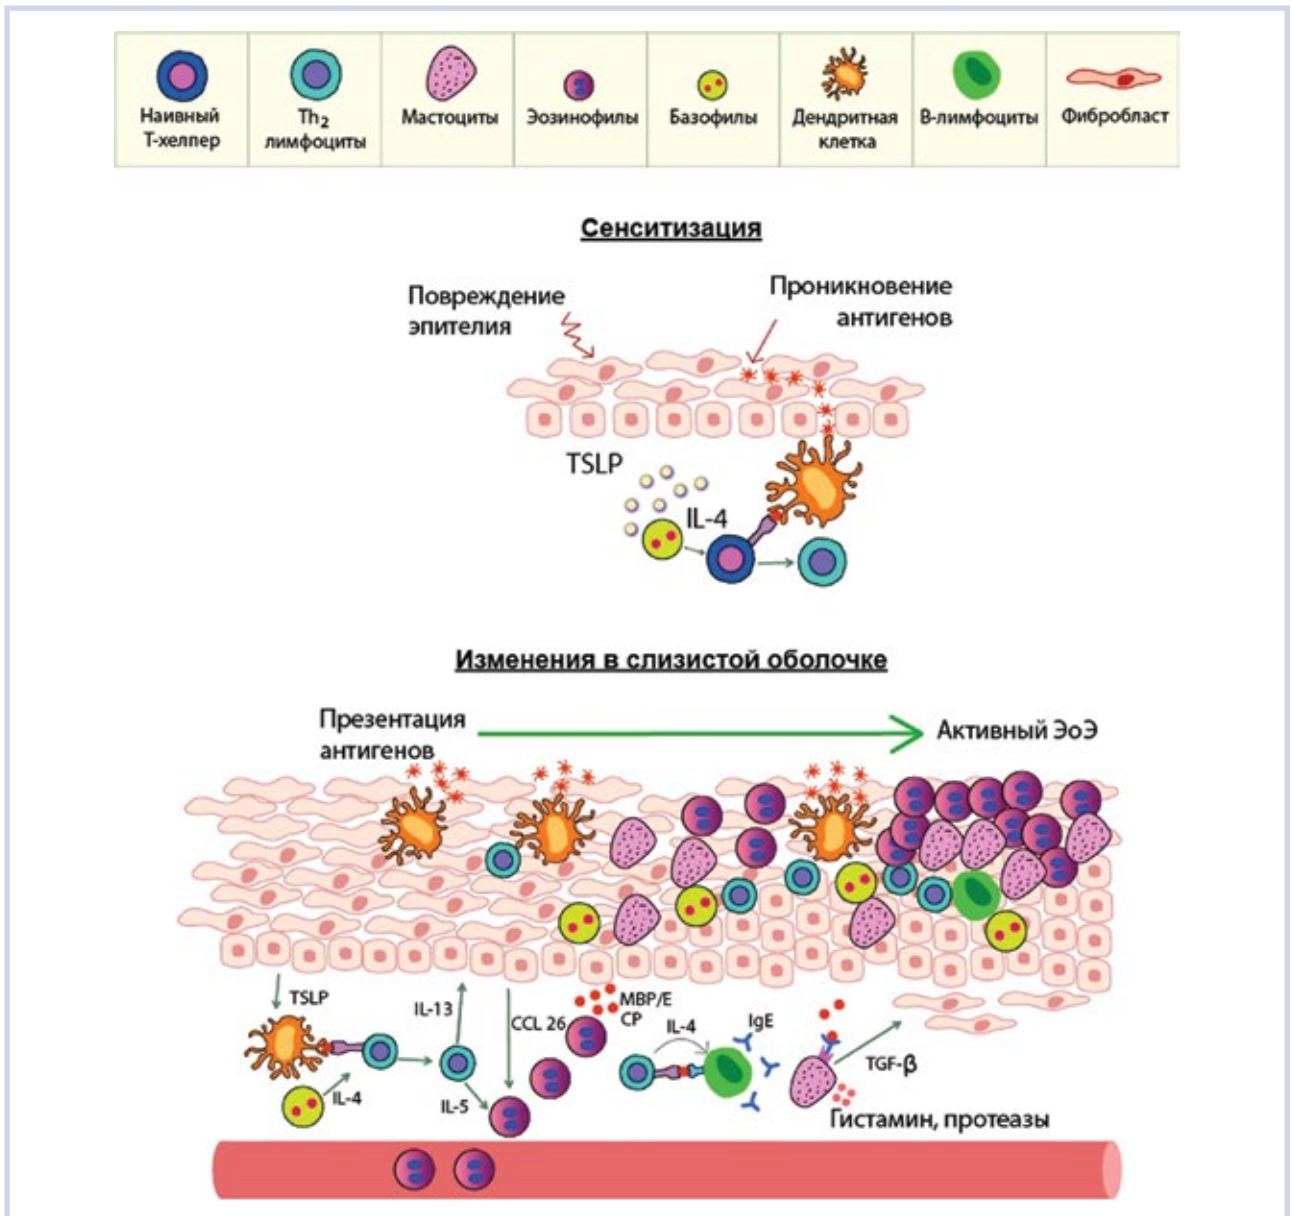 Наивный
Т-хелпер
Th2
лимфоциты
Мастоциты
Эозинофилы
Базофилы
Дендритная
клетка
В-лимфоциты
Фибробласт
Сенситизация
Повреждение
эпителия
Проникновение
антигенов
TSLP
IL-4
Изменения в слизистой оболочке
Презентация
антигенов
Активный ЭоЭ
TSLP
IL-4
IL-13
IL-5
CCL 26
MBP/E
CP
IL-4
IgE
TGF-β
Гистамин, протеазы